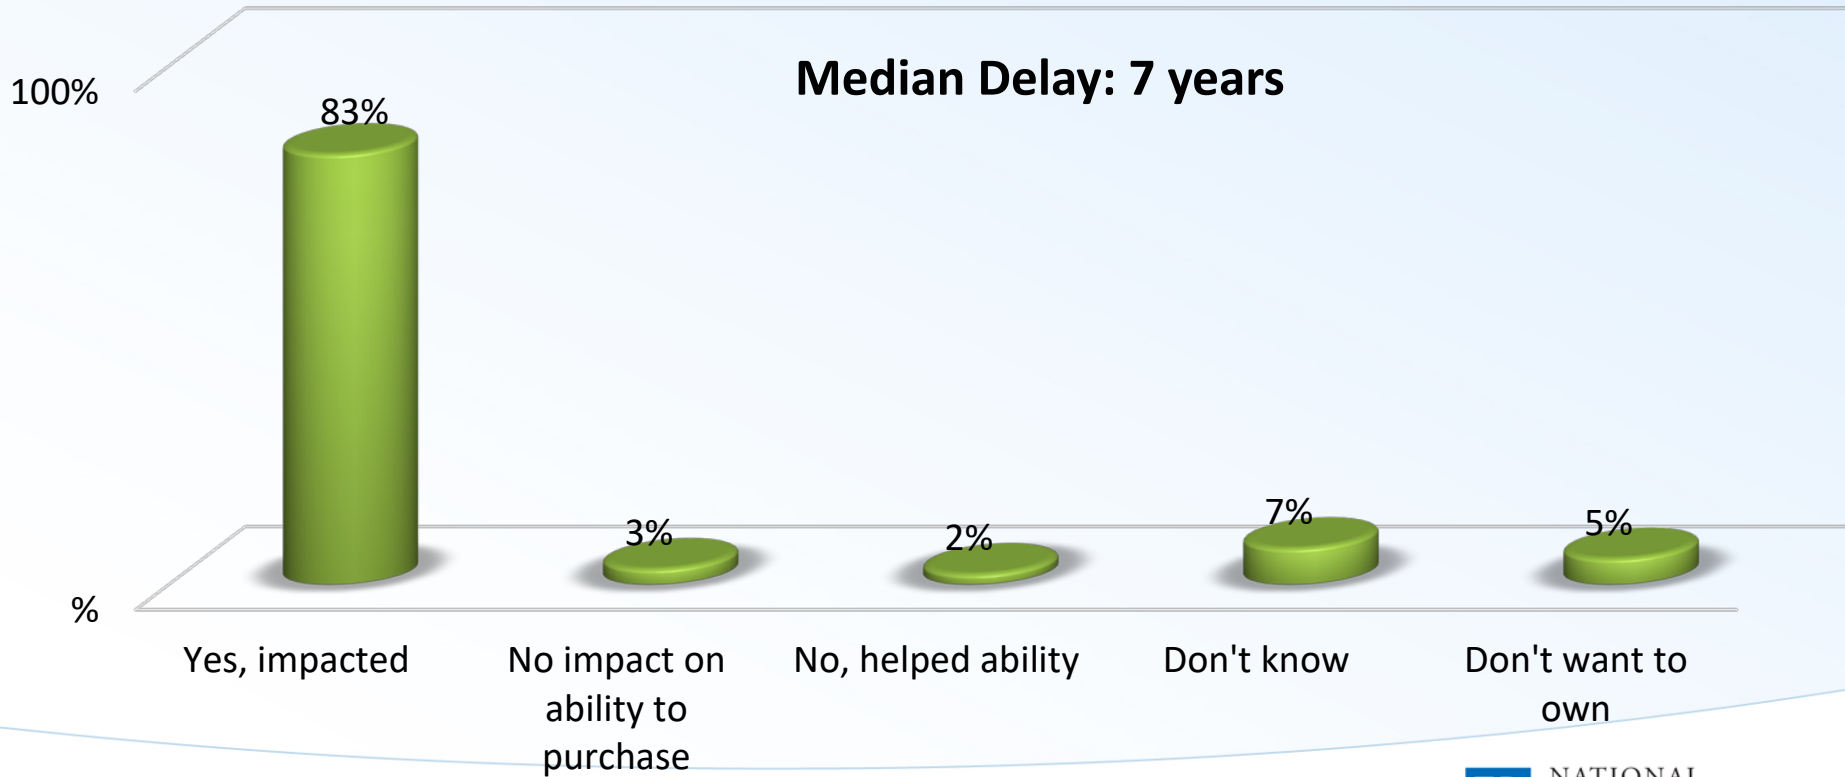 Median Delay: 7 years
100%
83%
3%
2%
7%
5%
%
Yes, impacted
No impact on
ability to
purchase
No, helped ability
Don't know
Don't want to
own
NATIONAL